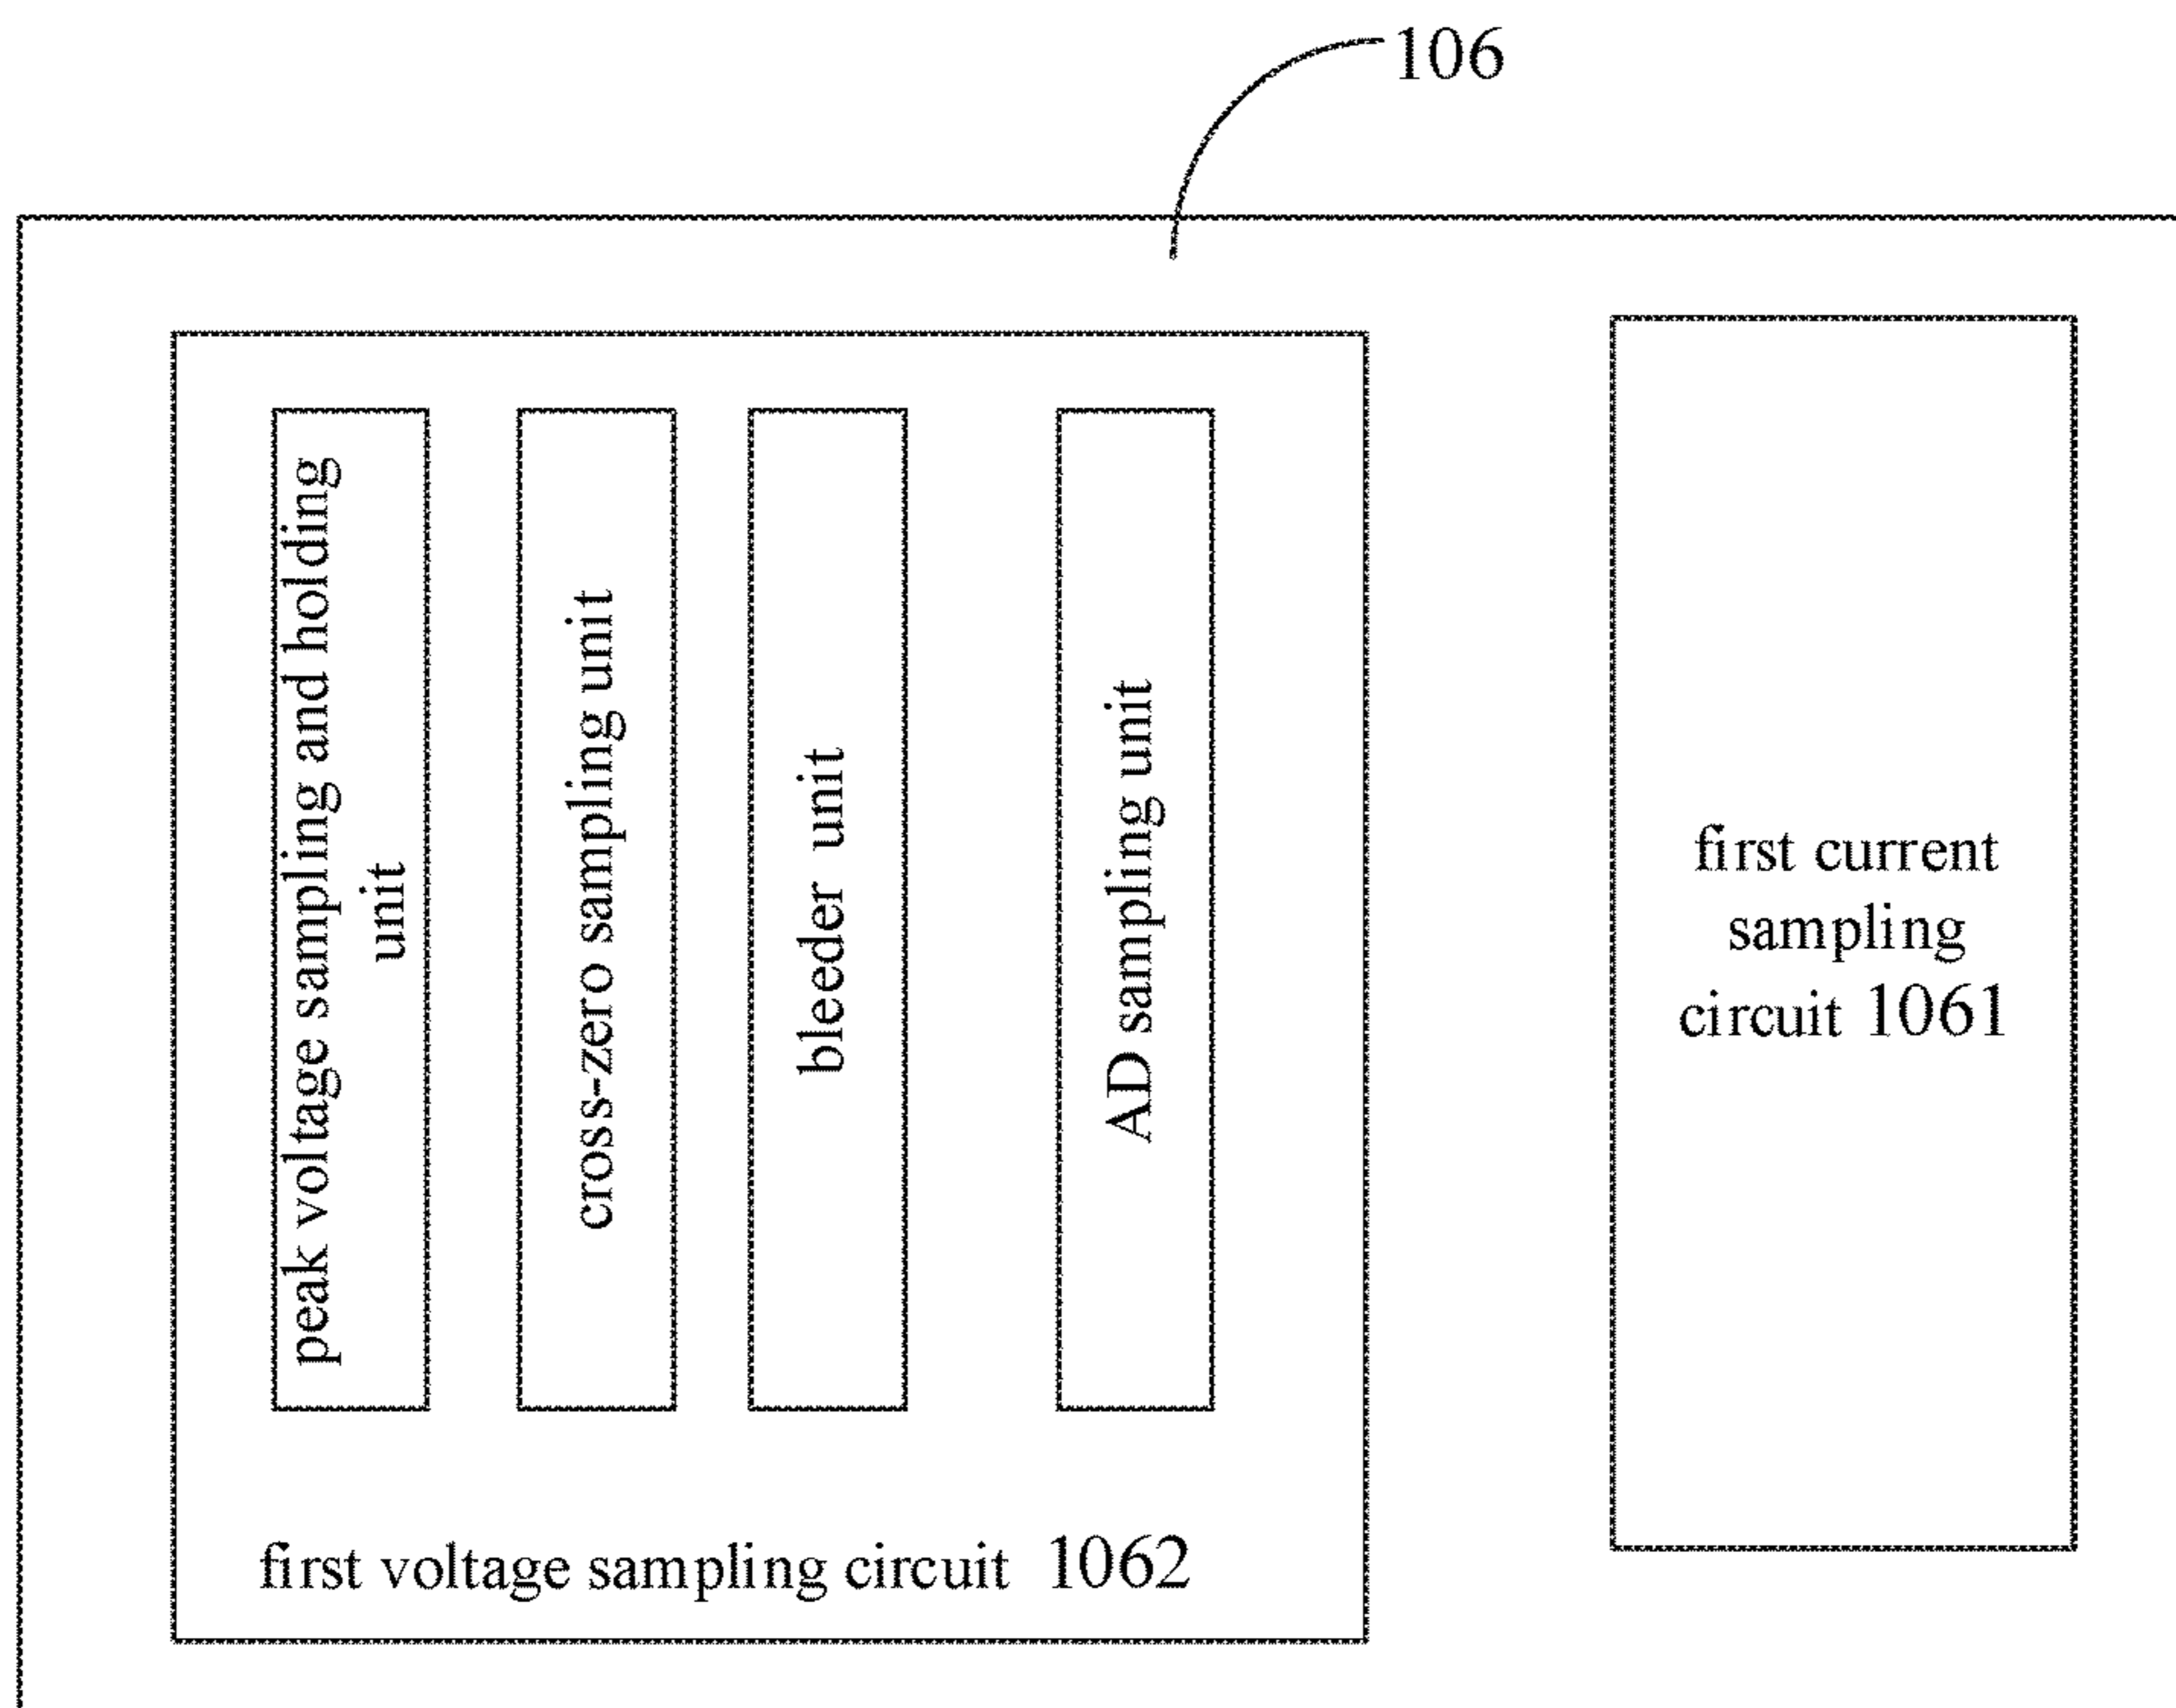 106
peak voltage sampling and holding
unit
cross-zero sampling unit
bleeder unit
AD sampling unit
first voltage sampling circuit 1062
first current
sampling
circuit 1061